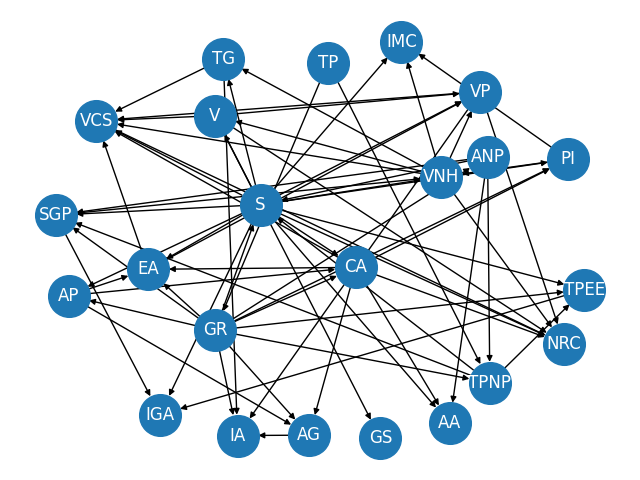 IMC
TG
TP
VP
VCS
V
ANP
PI
VNH
S
SGP
EA
CA
AP
TPEE
GR
NRC
TPNP
IGA
IA
AG
GS
AA